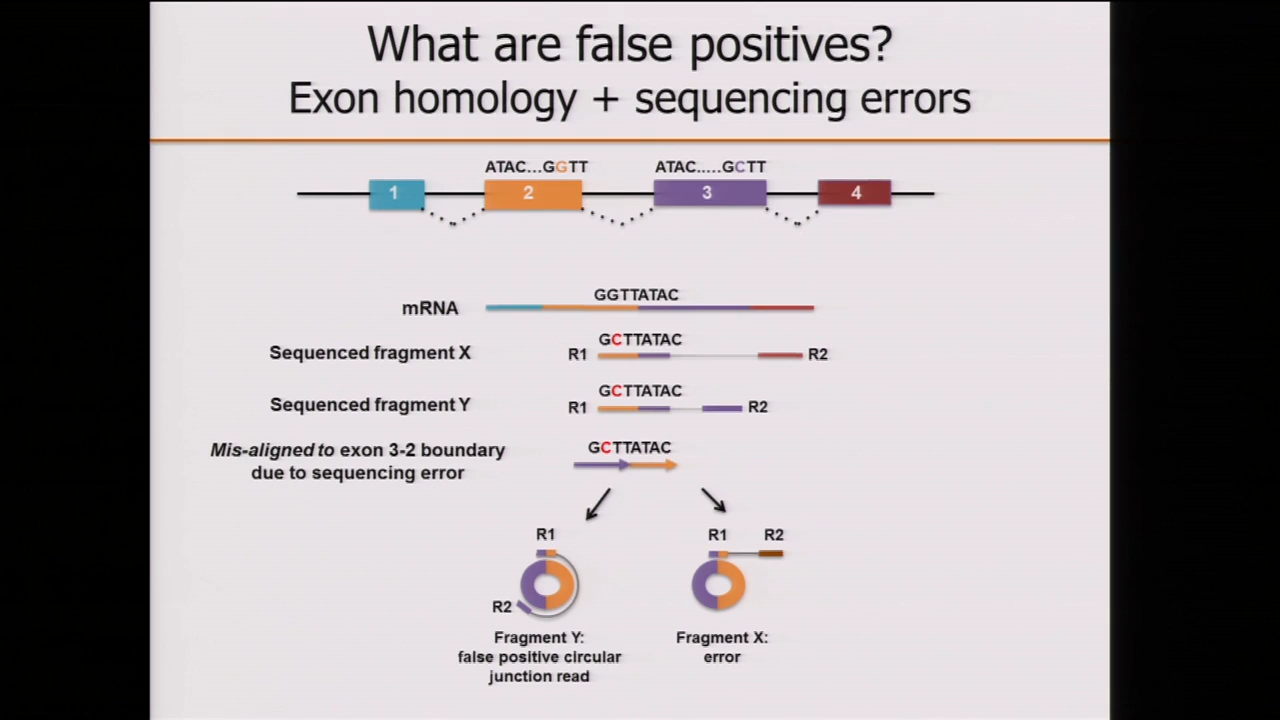 What are false positives?
Exon homology + sequencing errors
ATAC...GGTT
ATAC.....GCTT
1
2
3
4
GGTTATAC
mRNA
GCTTATAC
Sequenced fragment X
R1
R2
GCTTATAC
Sequenced fragment Y
R1
R2
Mis-aligned to exon 3-2 boundary
due to sequencing error
GCTTATAC
R1
R1
R2
R2
Fragment Y:
false positive circular
junction read
Fragment X:
error